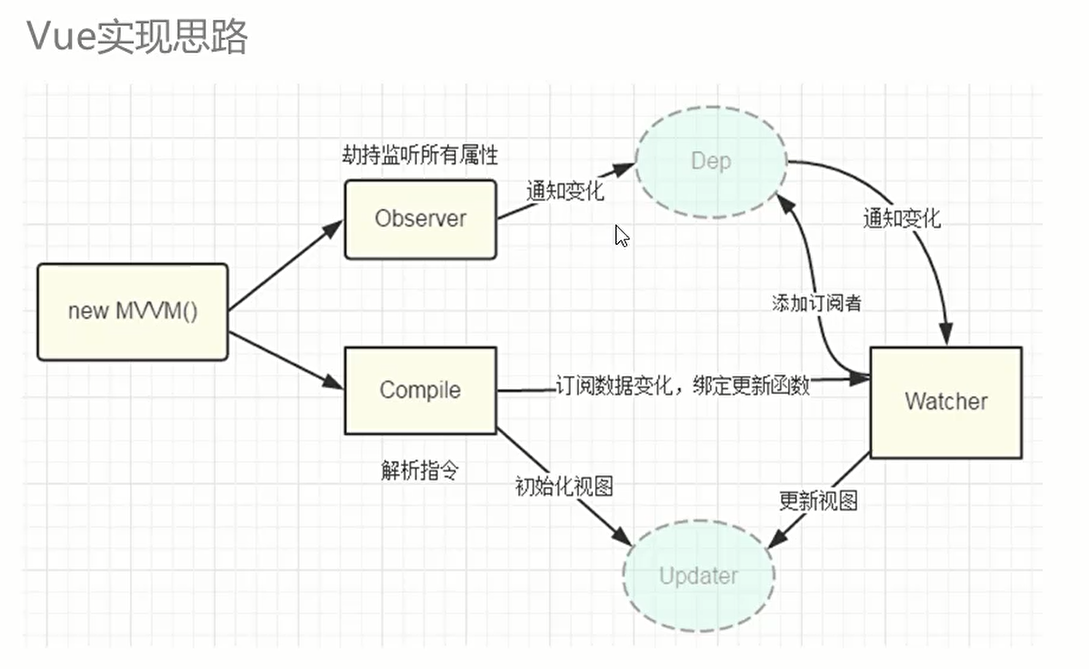 Vue实现思路
劫持监听所有属性
Observer
通知变化
Dep
通知变化
new MVVM()
添加订阅者
Compile
订阅数据变化，绑定更新函数
Watcher
解析指令
初始化视图
更新视图
Updater